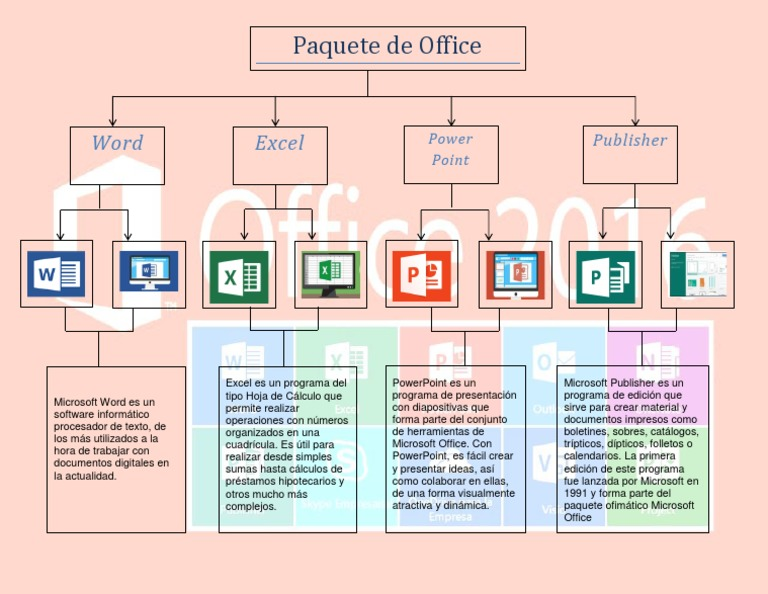 Paquete de Office
Word
Excel
Power
Point
Publisher
Office 2016
W
X
P
P
Microsoft Word es un
software informático
procesador de texto, de
los más utilizados a la
hora de trabajar con
documentos digitales en
la actualidad.
Excel es un programa del
tipo Hoja de Cálculo que
permite realizar
operaciones con números
organizados en una
cuadrícula. Es útil para
realizar desde simples
sumas hasta cálculos de
préstamos hipotecarios y
otros mucho más
complejos.
PowerPoint es un
programa de presentación
con diapositivas que
forma parte del conjunto
de herramientas de
Microsoft Office. Con
PowerPoint, es fácil crear
y presentar ideas, así
como colaborar en ellas,
de una forma visualmente
atractiva y dinámica.
Microsoft Publisher es un
programa de edición que
sirve para crear material y
documentos impresos como
boletines, sobres, catálogos,
trípticos, dípticos, folletos o
calendarios. La primera
edición de este programa
fue lanzada por Microsoft en
1991 y forma parte del
paquete ofimático Microsoft
Office
Excel
Empresa